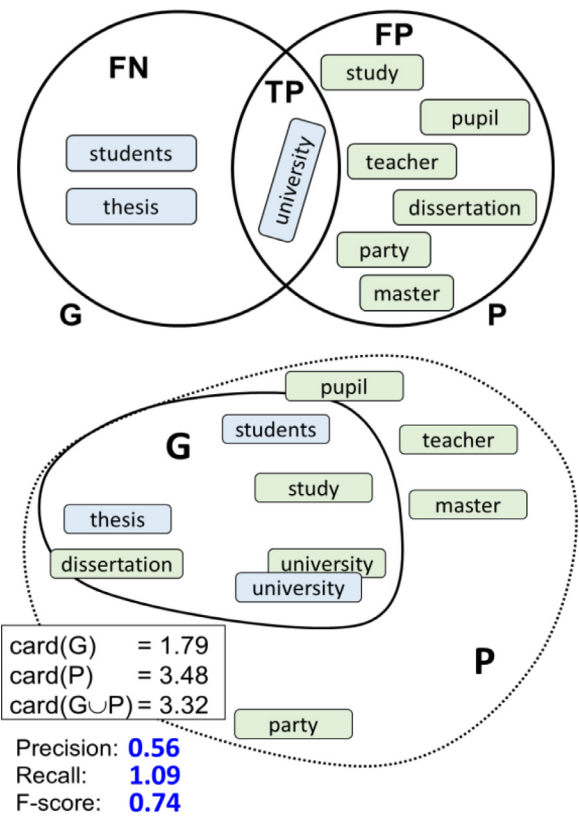 FN
FP
TP
study
pupil
students
university
teacher
thesis
dissertation
party
master
G
P
pupil
G
students
teacher
study
master
thesis
dissertation
university
university
card(G) = 1.79
card(P) = 3.48
card(G∪P) = 3.32
P
party
Precision: 0.56
Recall: 1.09
F-score: 0.74